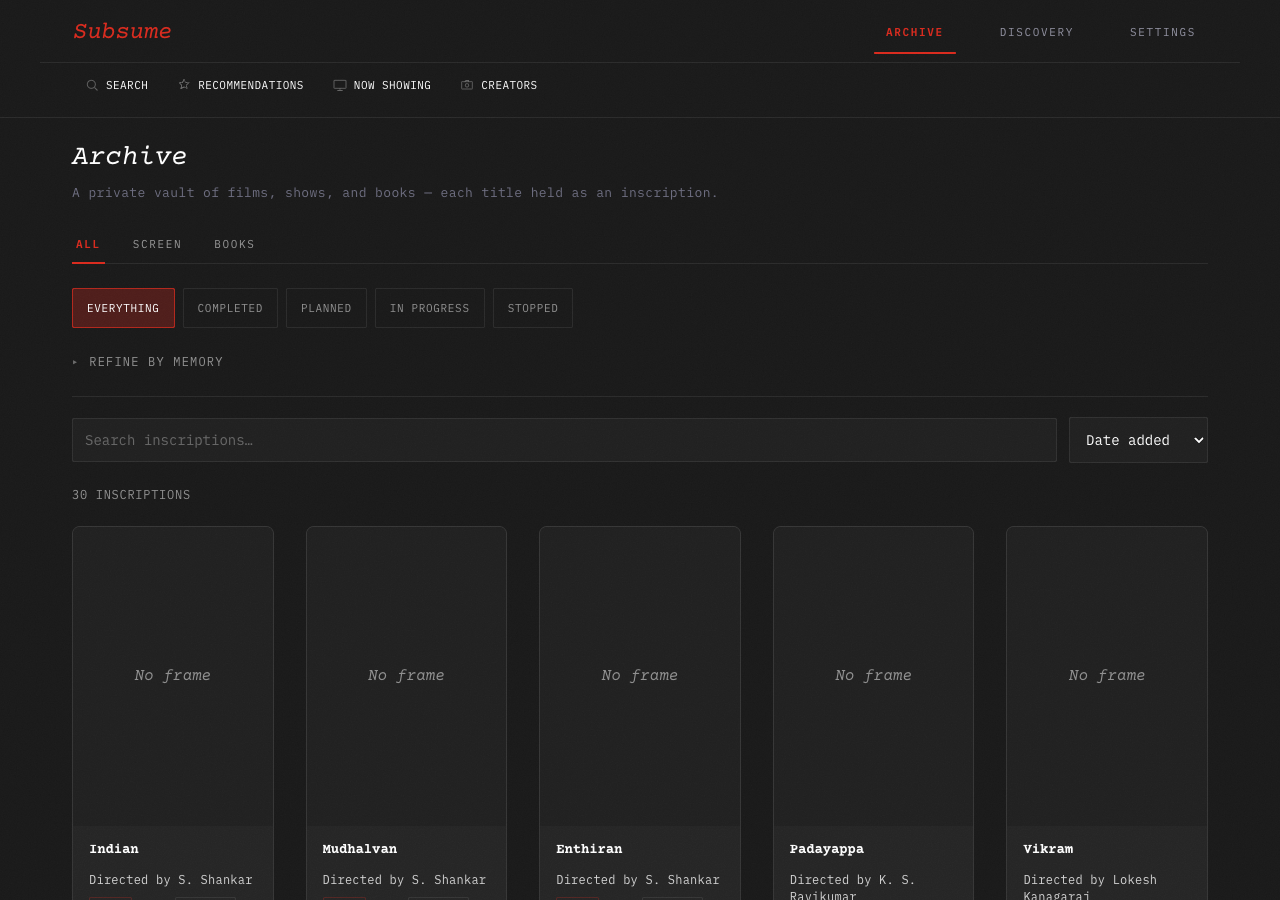 Subsume
ARCHIVE DISCOVERY SETTINGS
SEARCH RECOMMENDATIONS NOW SHOWING CREATORS
Archive
A private vault of films, shows, and books — each title held as an inscription.
ALL SCREEN BOOKS
EVERYTHING COMPLETED PLANNED IN PROGRESS STOPPED
▸ REFINE BY MEMORY
Search inscriptions… Date added
30 INSCRIPTIONS
No frame No frame No frame No frame No frame
Indian Mudhalvan Enthiran Padayappa Vikram
Directed by S. Shankar Directed by S. Shankar Directed by S. Shankar Directed by K. S. Directed by Lokesh
Ravikumar Kanagaraj